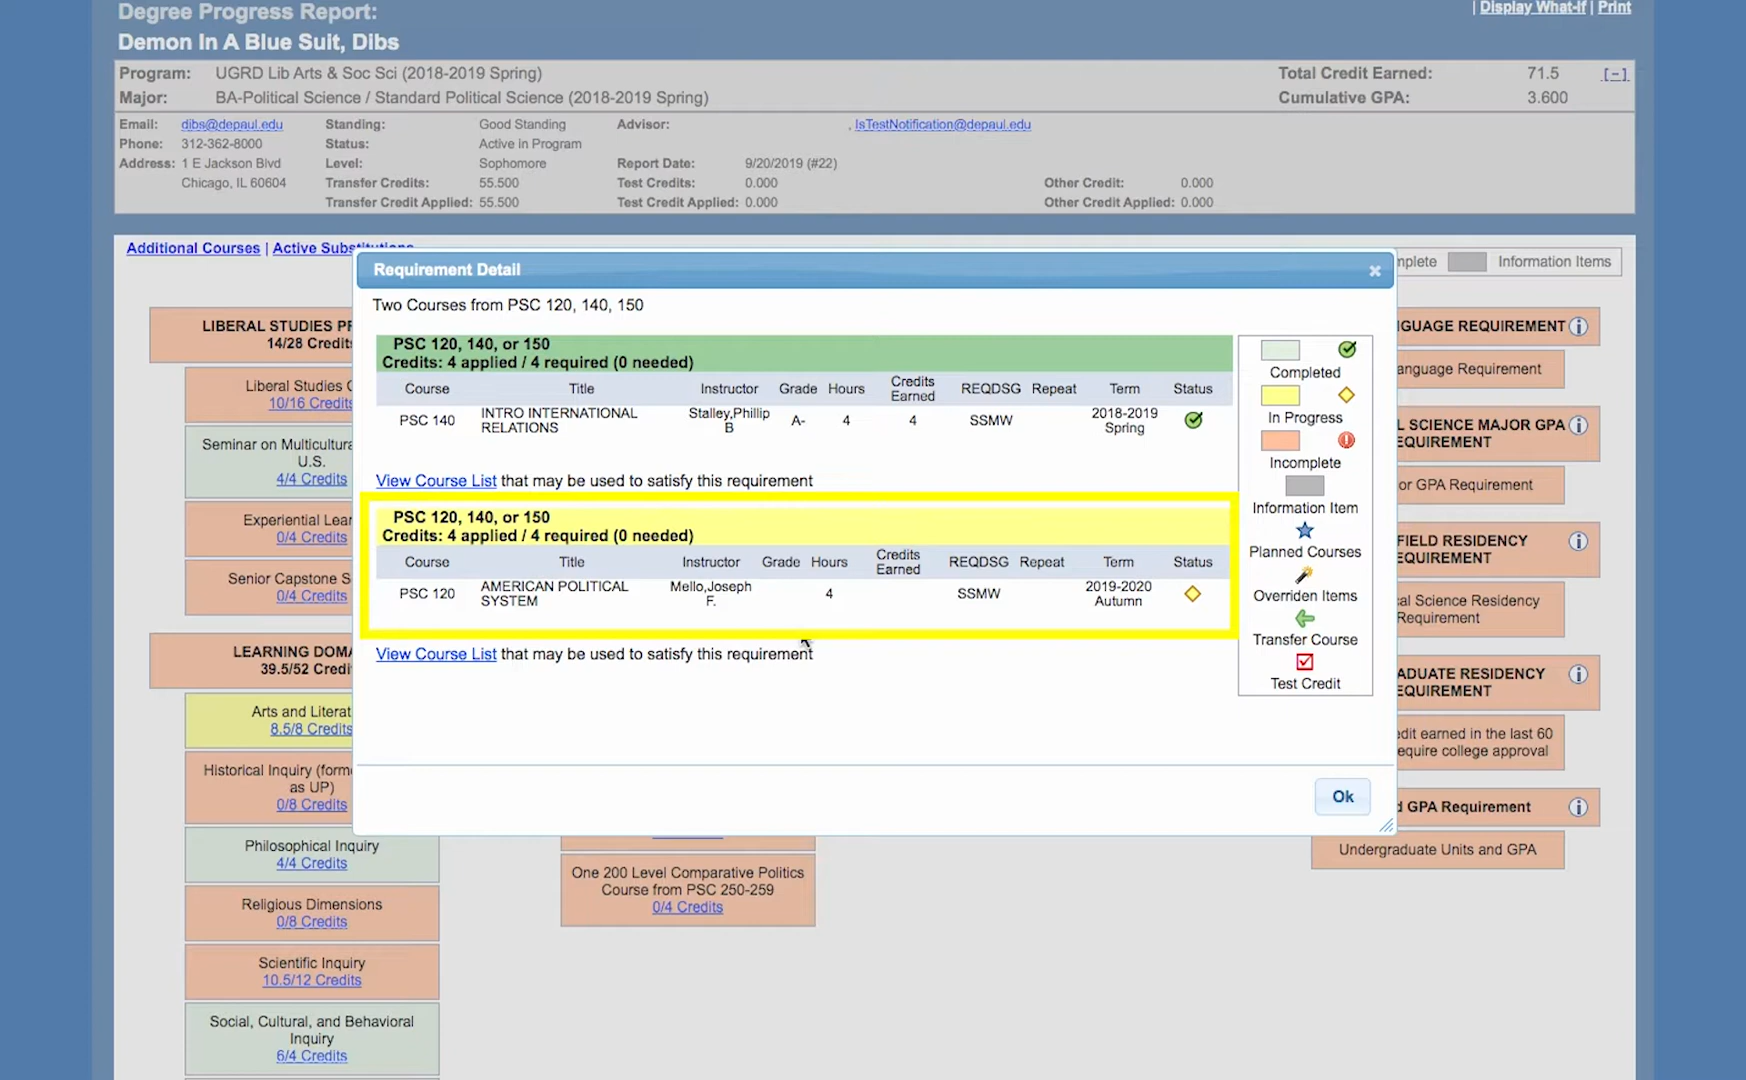 Degree Progress Report:
| Display What-If | Print
Demon In A Blue Suit, Dibs
Program: UGRD Lib Arts & Soc Sci (2018-2019 Spring)
Total Credit Earned: 71.5 [-]
Major: BA-Political Science / Standard Political Science (2018-2019 Spring)
Cumulative GPA: 3.600
Email: dibs@depaul.edu Standing: Good Standing Advisor: , IsTestNotification@depaul.edu
Phone: 312-362-8000 Status: Active in Program
Address: 1 E Jackson Blvd Level: Sophomore Report Date: 9/20/2019 (#22)
Chicago, IL 60604 Transfer Credits: 55.500 Test Credits: 0.000 Other Credit: 0.000
Transfer Credit Applied: 55.500 Test Credit Applied: 0.000 Other Credit Applied: 0.000
Additional Courses | Active Substitutions
mplete Information Items
Requirement Detail
Two Courses from PSC 120, 140, 150
PSC 120, 140, or 150
Credits: 4 applied / 4 required (0 needed)
Course Title Instructor Grade Hours Credits Earned REQDSG Repeat Term Status
PSC 140 INTRO INTERNATIONAL Stalley,Phillip A- 4 4 SSMW 2018-2019
RELATIONS B Spring
View Course List that may be used to satisfy this requirement
PSC 120, 140, or 150
Credits: 4 applied / 4 required (0 needed)
Course Title Instructor Grade Hours Credits Earned REQDSG Repeat Term Status
PSC 120 AMERICAN POLITICAL Mello,Joseph 4 SSMW 2019-2020
SYSTEM F. Autumn
View Course List that may be used to satisfy this requirement
Completed
In Progress
Incomplete
Information Item
Planned Courses
Overriden Items
Transfer Course
Test Credit
Ok
LIBERAL STUDIES P
14/28 Credit
Liberal Studies
10/16 Credits
Seminar on Multicultura
U.S.
4/4 Credits
Experiential Lear
0/4 Credits
Senior Capstone S
0/4 Credits
LEARNING DOMA
39.5/52 Credi
Arts and Literat
8.5/8 Credits
Historical Inquiry (form
as UP)
0/8 Credits
Philosophical Inquiry
4/4 Credits
Religious Dimensions
0/8 Credits
Scientific Inquiry
10.5/12 Credits
Social, Cultural, and Behavioral
Inquiry
6/4 Credits
One 200 Level Comparative Politics
Course from PSC 250-259
0/4 Credits
GUAGE REQUIREMENT
anguage Requirement
L SCIENCE MAJOR GPA
EQUIREMENT
or GPA Requirement
FIELD RESIDENCY
EQUIREMENT
al Science Residency
Requirement
ADUATE RESIDENCY
EQUIREMENT
dit earned in the last 60
equire college approval
GPA Requirement
Undergraduate Units and GPA